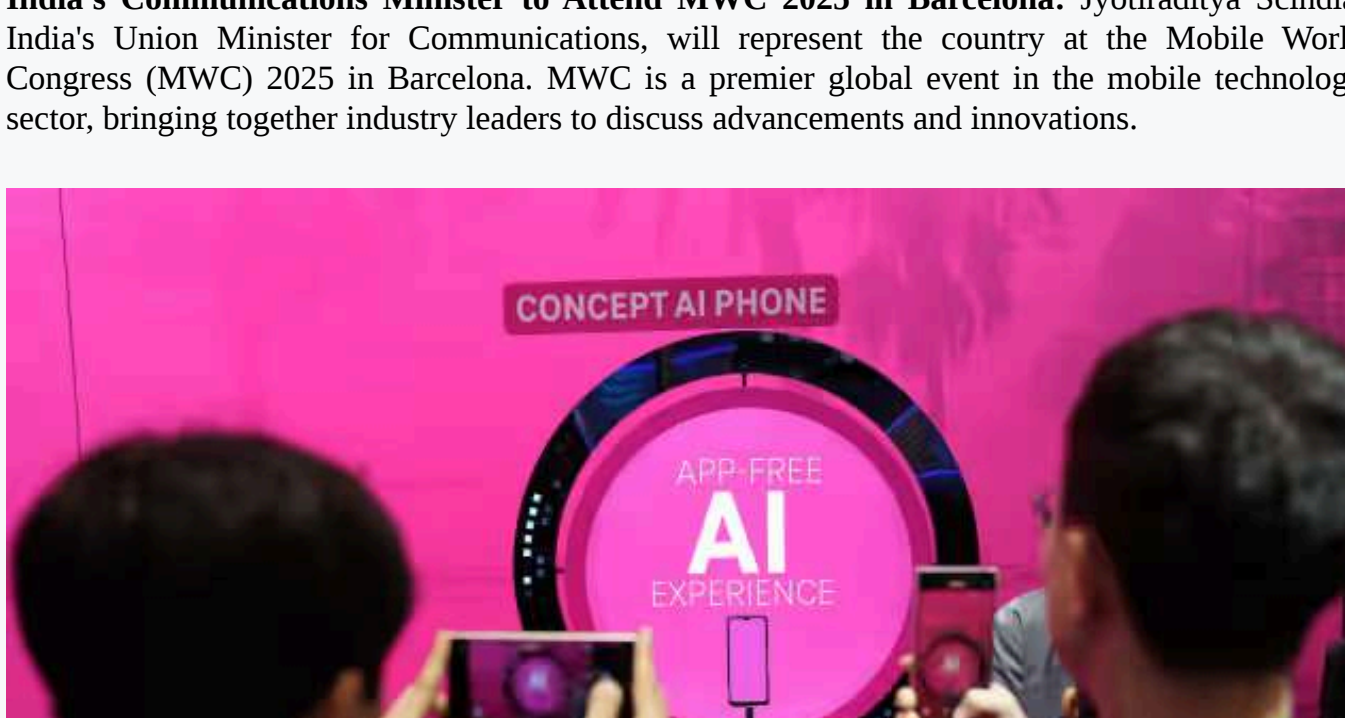 India's Communications Minister to Attend MWC 2025 in Barcelona: Jyotiraditya
India's Union Minister for Communications, will represent the country at the Mobile
Congress (MWC) 2025 in Barcelona. MWC is a premier global event in the mobile
sector, bringing together industry leaders to discuss advancements and innovations.
CONCEPT AI PHONE
APP-FREE
AI
EXPERIENCE
AI
AI